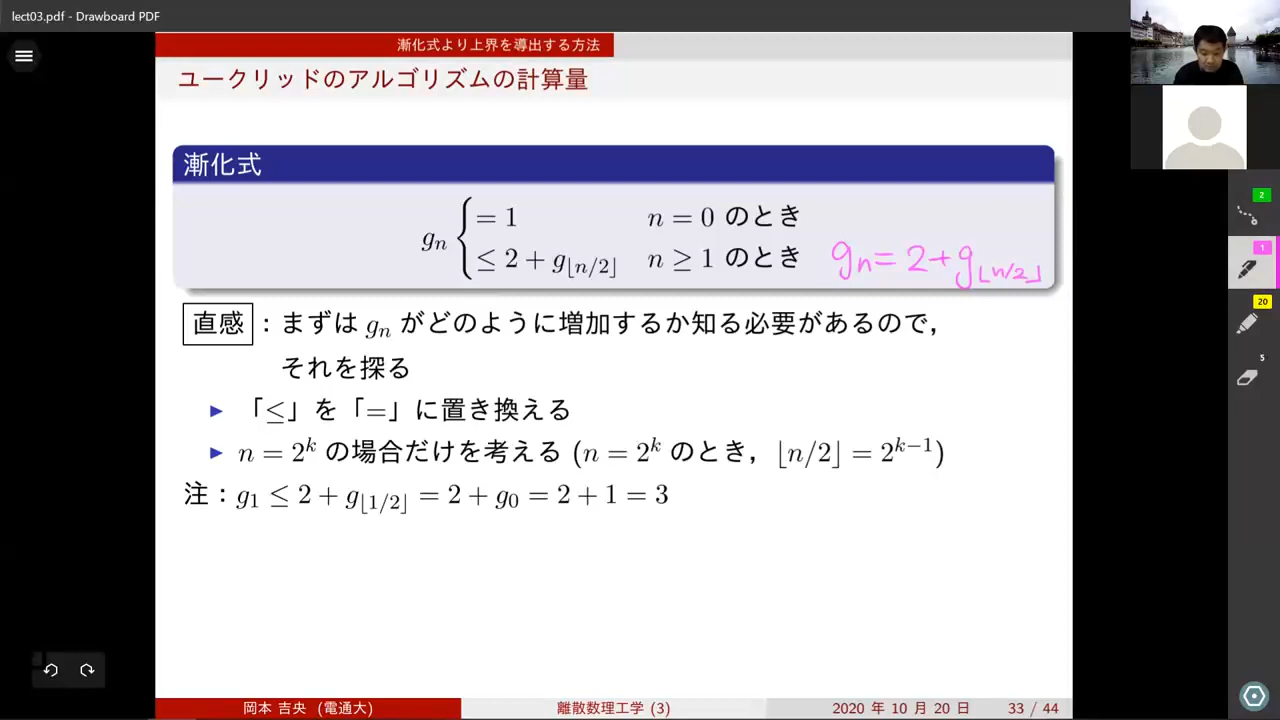 lect03.pdf - Drawboard PDF
漸化式より上界を導出する方法
ユークリッドのアルゴリズムの計算量
漸化式
g_n { = 1 n = 0 のとき
≤ 2 + g_{⌊n/2⌋} n ≥ 1 のとき g_n = 2 + g_{⌊n/2⌋}
直感 : まずは g_n がどのように増加するか知る必要があるので,
それを探る
▶ 「≤」を「=」に置き換える
▶ n = 2^k の場合だけを考える (n = 2^k のとき, ⌊n/2⌋ = 2^{k−1})
注 : g_1 ≤ 2 + g_{⌊1/2⌋} = 2 + g_0 = 2 + 1 = 3
2
1
20
5
岡本 吉央 (電通大) 離散数理工学 (3) 2020 年 10 月 20 日 33 / 44